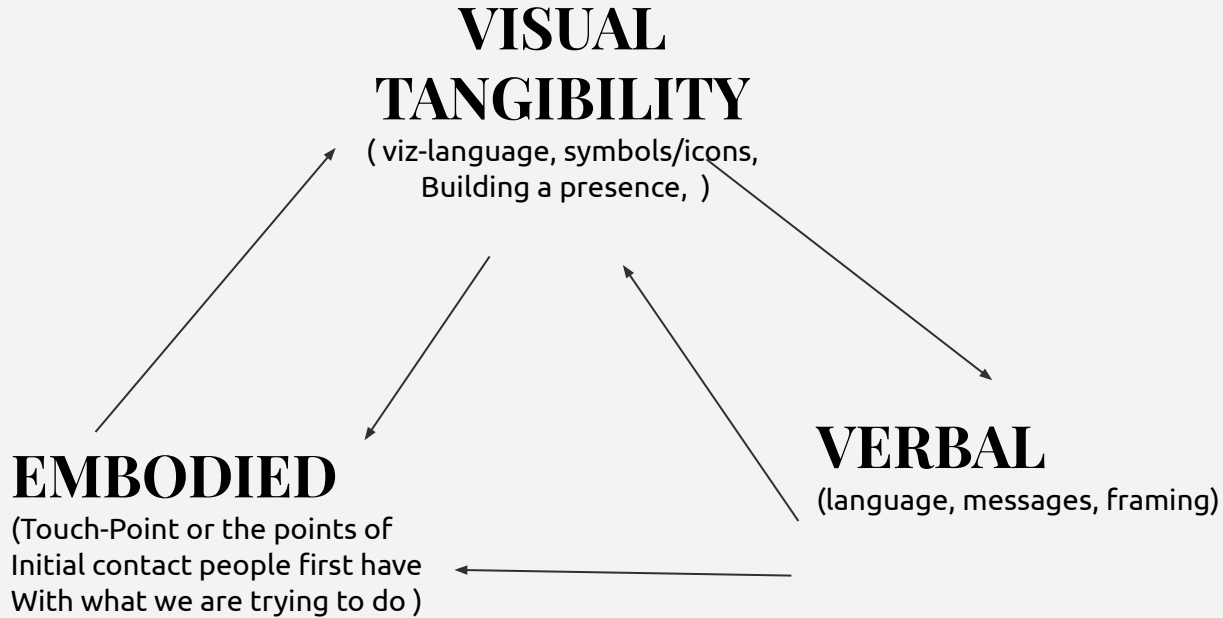 VISUAL
TANGIBILITY
( viz-language, symbols/icons,
Building a presence, )
EMBODIED
(Touch-Point or the points of
Initial contact people first have
With what we are trying to do )
VERBAL
(language, messages, framing)